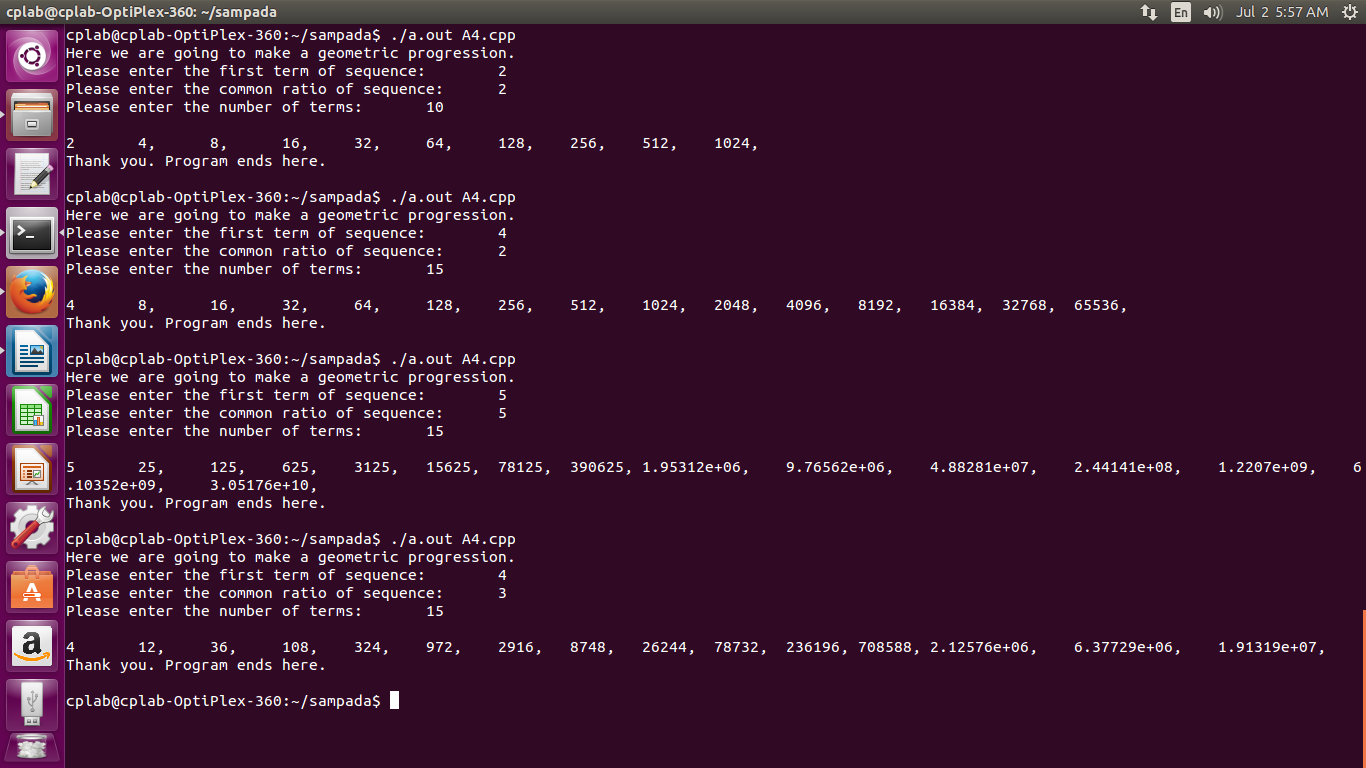 cplab@cplab-OptiPlex-360: ~/sampada
En
Jul 2 5:57 AM
cplab@cplab-OptiPlex-360:~/sampada$ ./a.out A4.cpp
Here we are going to make a geometric progression.
Please enter the first term of sequence: 2
Please enter the common ratio of sequence: 2
Please enter the number of terms: 10
2 4, 8, 16, 32, 64, 128, 256, 512, 1024,
Thank you. Program ends here.
cplab@cplab-OptiPlex-360:~/sampada$ ./a.out A4.cpp
Here we are going to make a geometric progression.
Please enter the first term of sequence: 4
Please enter the common ratio of sequence: 2
Please enter the number of terms: 15
4 8, 16, 32, 64, 128, 256, 512, 1024, 2048, 4096, 8192, 16384, 32768, 65536,
Thank you. Program ends here.
cplab@cplab-OptiPlex-360:~/sampada$ ./a.out A4.cpp
Here we are going to make a geometric progression.
Please enter the first term of sequence: 5
Please enter the common ratio of sequence: 5
Please enter the number of terms: 15
5 25, 125, 625, 3125, 15625, 78125, 390625, 1.95312e+06, 9.76562e+06, 4.88281e+07, 2.44141e+08, 1.2207e+09, 6
.10352e+09, 3.05176e+10,
Thank you. Program ends here.
cplab@cplab-OptiPlex-360:~/sampada$ ./a.out A4.cpp
Here we are going to make a geometric progression.
Please enter the first term of sequence: 4
Please enter the common ratio of sequence: 3
Please enter the number of terms: 15
4 12, 36, 108, 324, 972, 2916, 8748, 26244, 78732, 236196, 708588, 2.12576e+06, 6.37729e+06, 1.91319e+07,
Thank you. Program ends here.
cplab@cplab-OptiPlex-360:~/sampada$